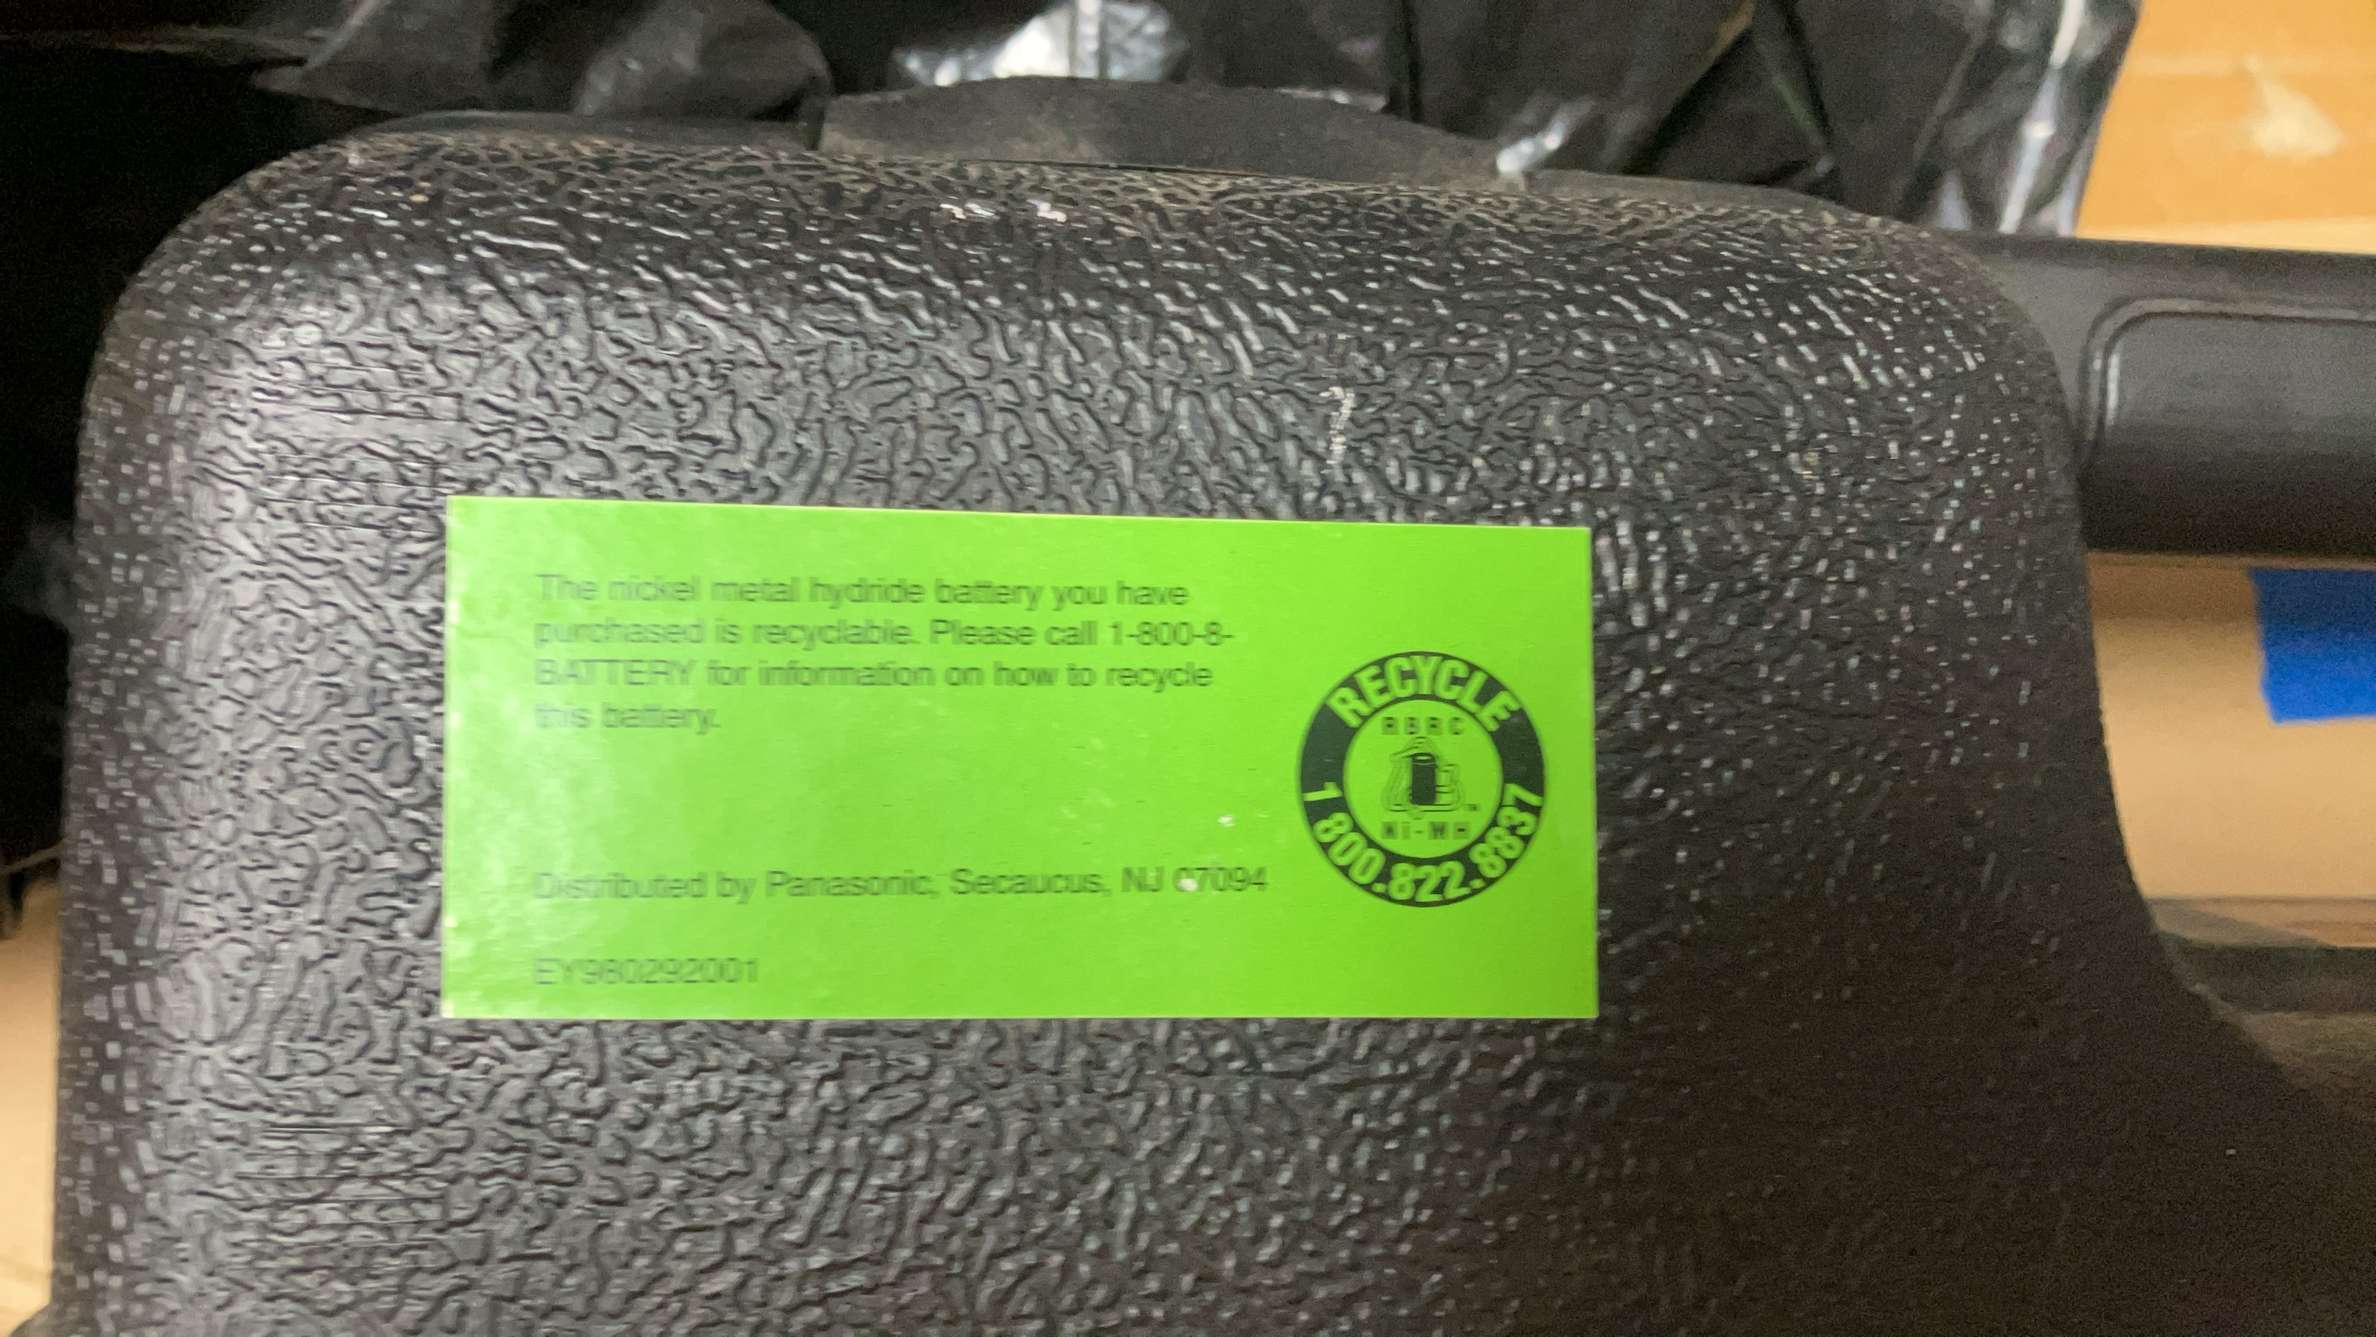 The nickel metal hydride battery you have
purchased is recyclable. Please call 1-800-8-
BATTERY for information on how to recycle
this battery.
RECYCLE
RBRC
TM
Ni-MH
1 800.822.8837
Distributed by Panasonic, Secaucus, NJ 07094
EY980292001